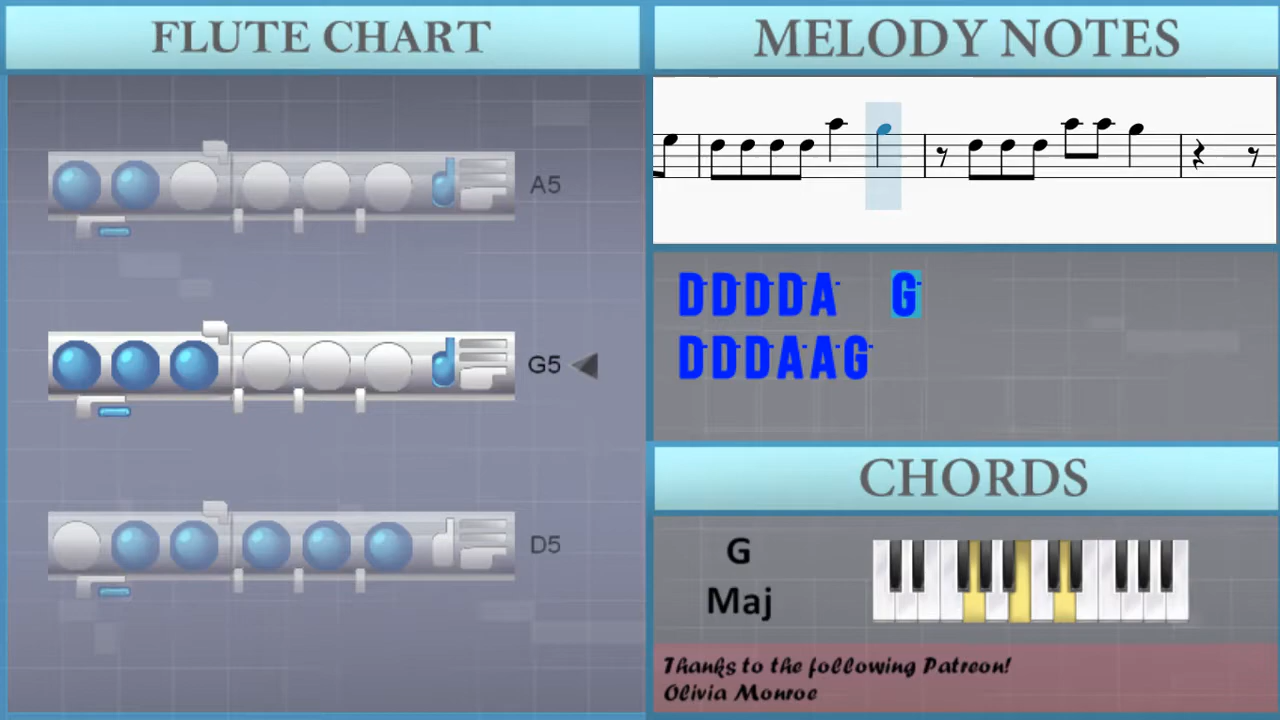 FLUTE CHART
A5
G5
D5
MELODY NOTES
DDDDA G
DDDAAG
CHORDS
G
Maj
Thanks to the following Patreon!
Olivia Monroe